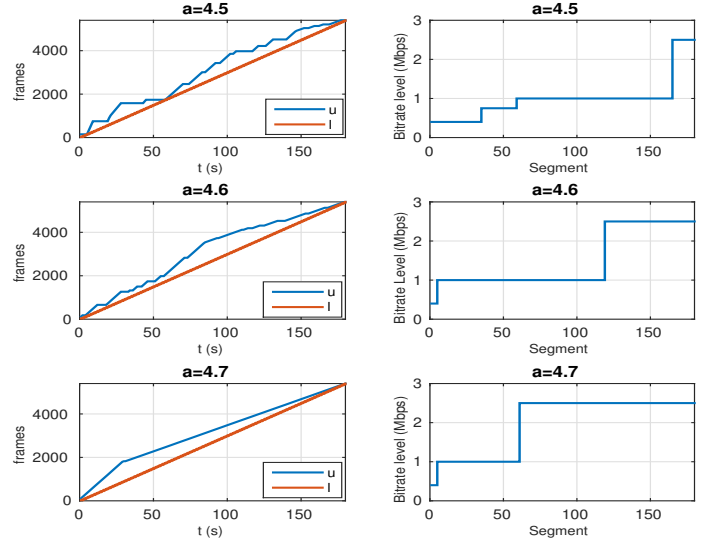 a=4.5
frames
4000
2000
0
0
50
100
150
t (s)
u
l
a=4.5
Bitrate level (Mbps)
3
2
1
0
0
50
100
150
Segment
a=4.6
frames
4000
2000
0
0
50
100
150
t (s)
u
l
a=4.6
Bitrate Level (Mbps)
3
2
1
0
0
50
100
150
Segment
a=4.7
frames
4000
2000
0
0
50
100
150
t (s)
u
l
a=4.7
Bitrate level (Mbps)
3
2
1
0
0
50
100
150
Segment